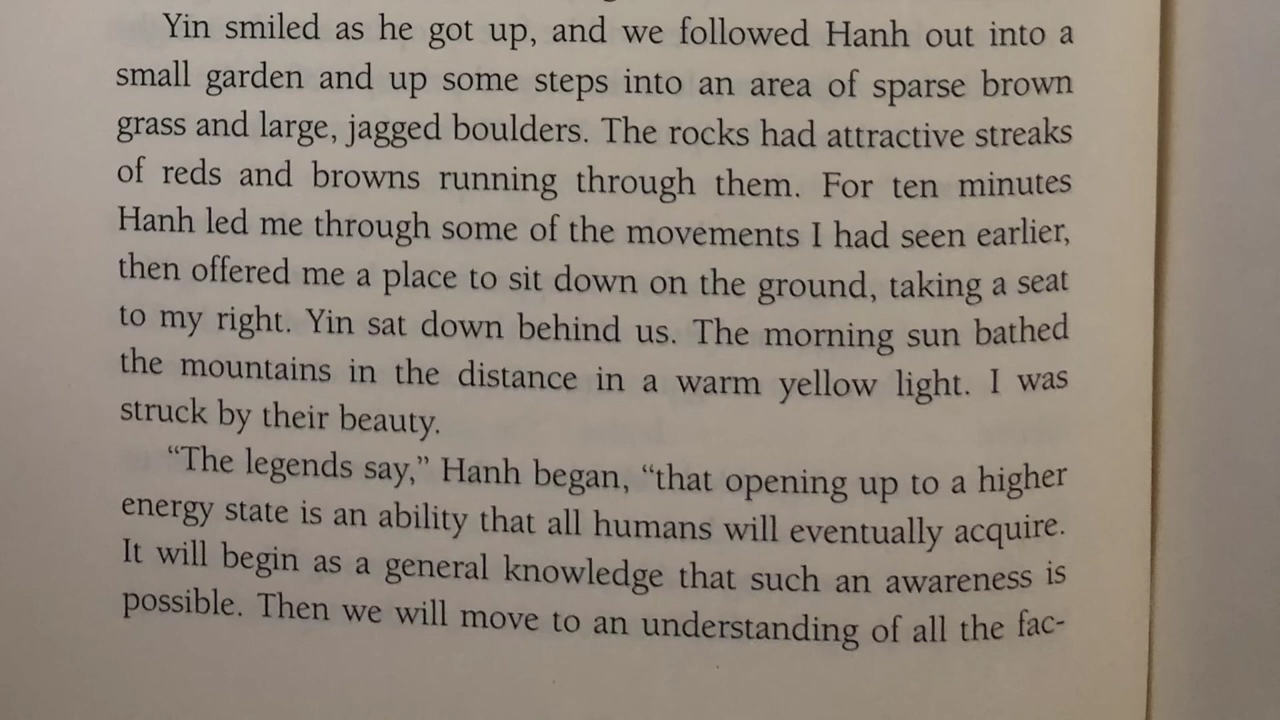 Yin smiled as he got up, and we followed Hanh out into a
small garden and up some steps into an area of sparse brown
grass and large, jagged boulders. The rocks had attractive streaks
of reds and browns running through them. For ten minutes
Hanh led me through some of the movements I had seen earlier,
then offered me a place to sit down on the ground, taking a seat
to my right. Yin sat down behind us. The morning sun bathed
the mountains in the distance in a warm yellow light. I was
struck by their beauty.
“The legends say,” Hanh began, “that opening up to a higher
energy state is an ability that all humans will eventually acquire.
It will begin as a general knowledge that such an awareness is
possible. Then we will move to an understanding of all the fac-